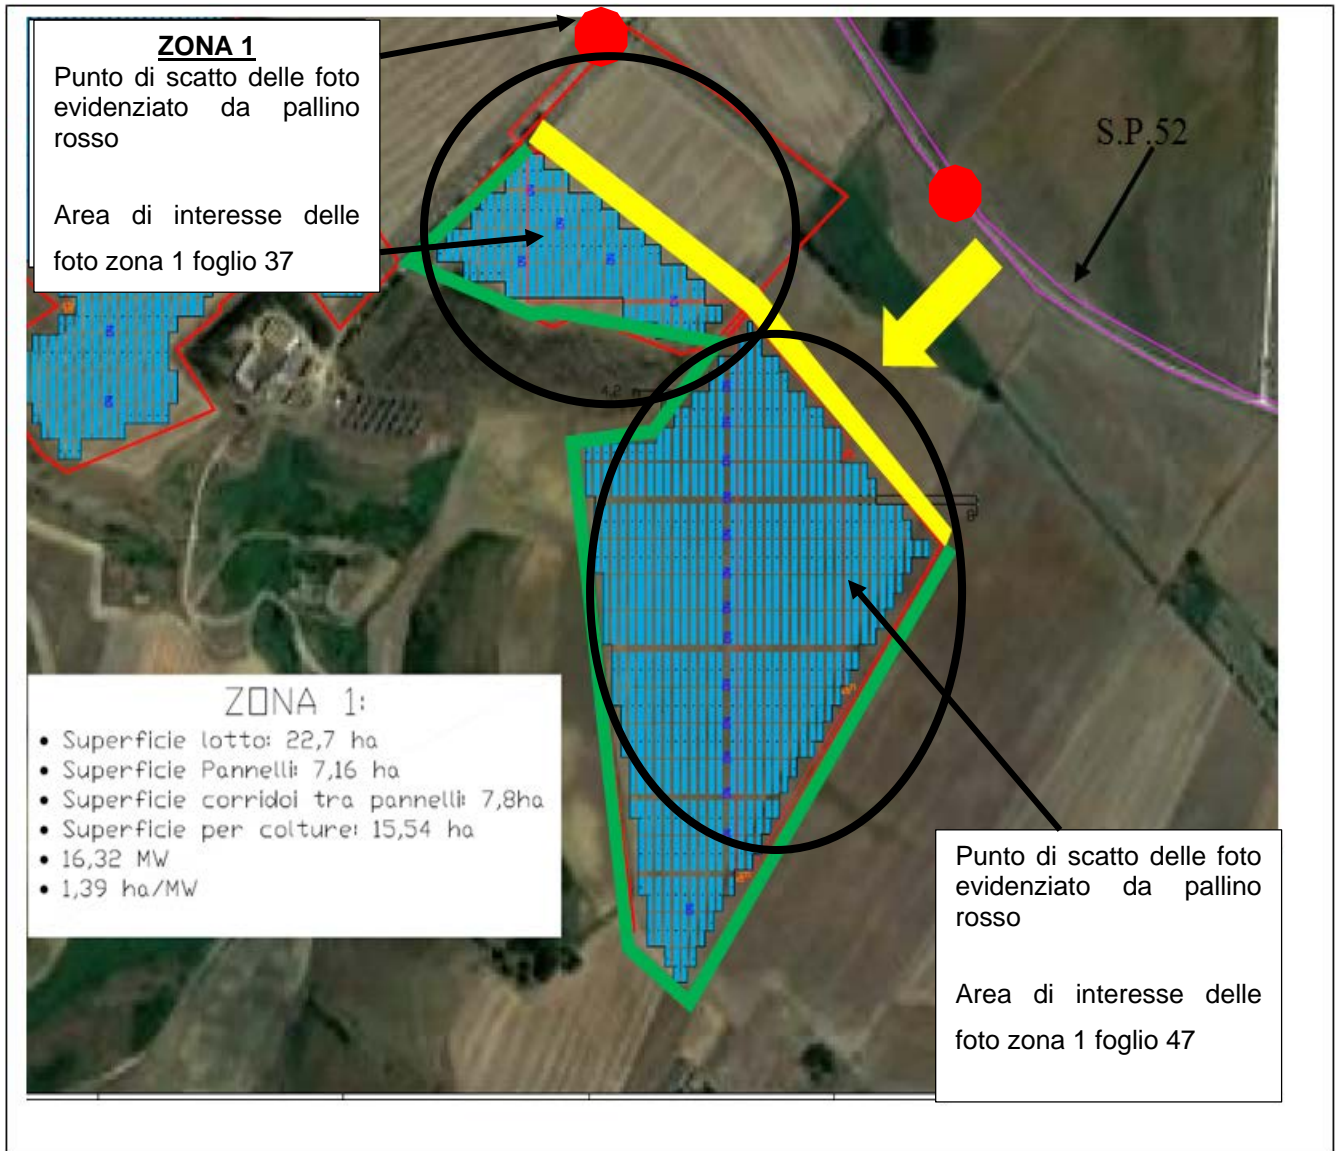 ZONA 1
Punto di scatto delle foto
evidenziato da pallino
rosso
Area di interesse delle
foto zona 1 foglio 37
S.P.52
ZONA 1:
• Superficie lotto: 22,7 ha
• Superficie Pannelli: 7,16 ha
• Superficie corridoi tra pannelli: 7,8ha
• Superficie per colture: 15,54 ha
• 16,32 MW
• 1,39 ha/MW
Punto di scatto delle foto
evidenziato da pallino
rosso
Area di interesse delle
foto zona 1 foglio 47